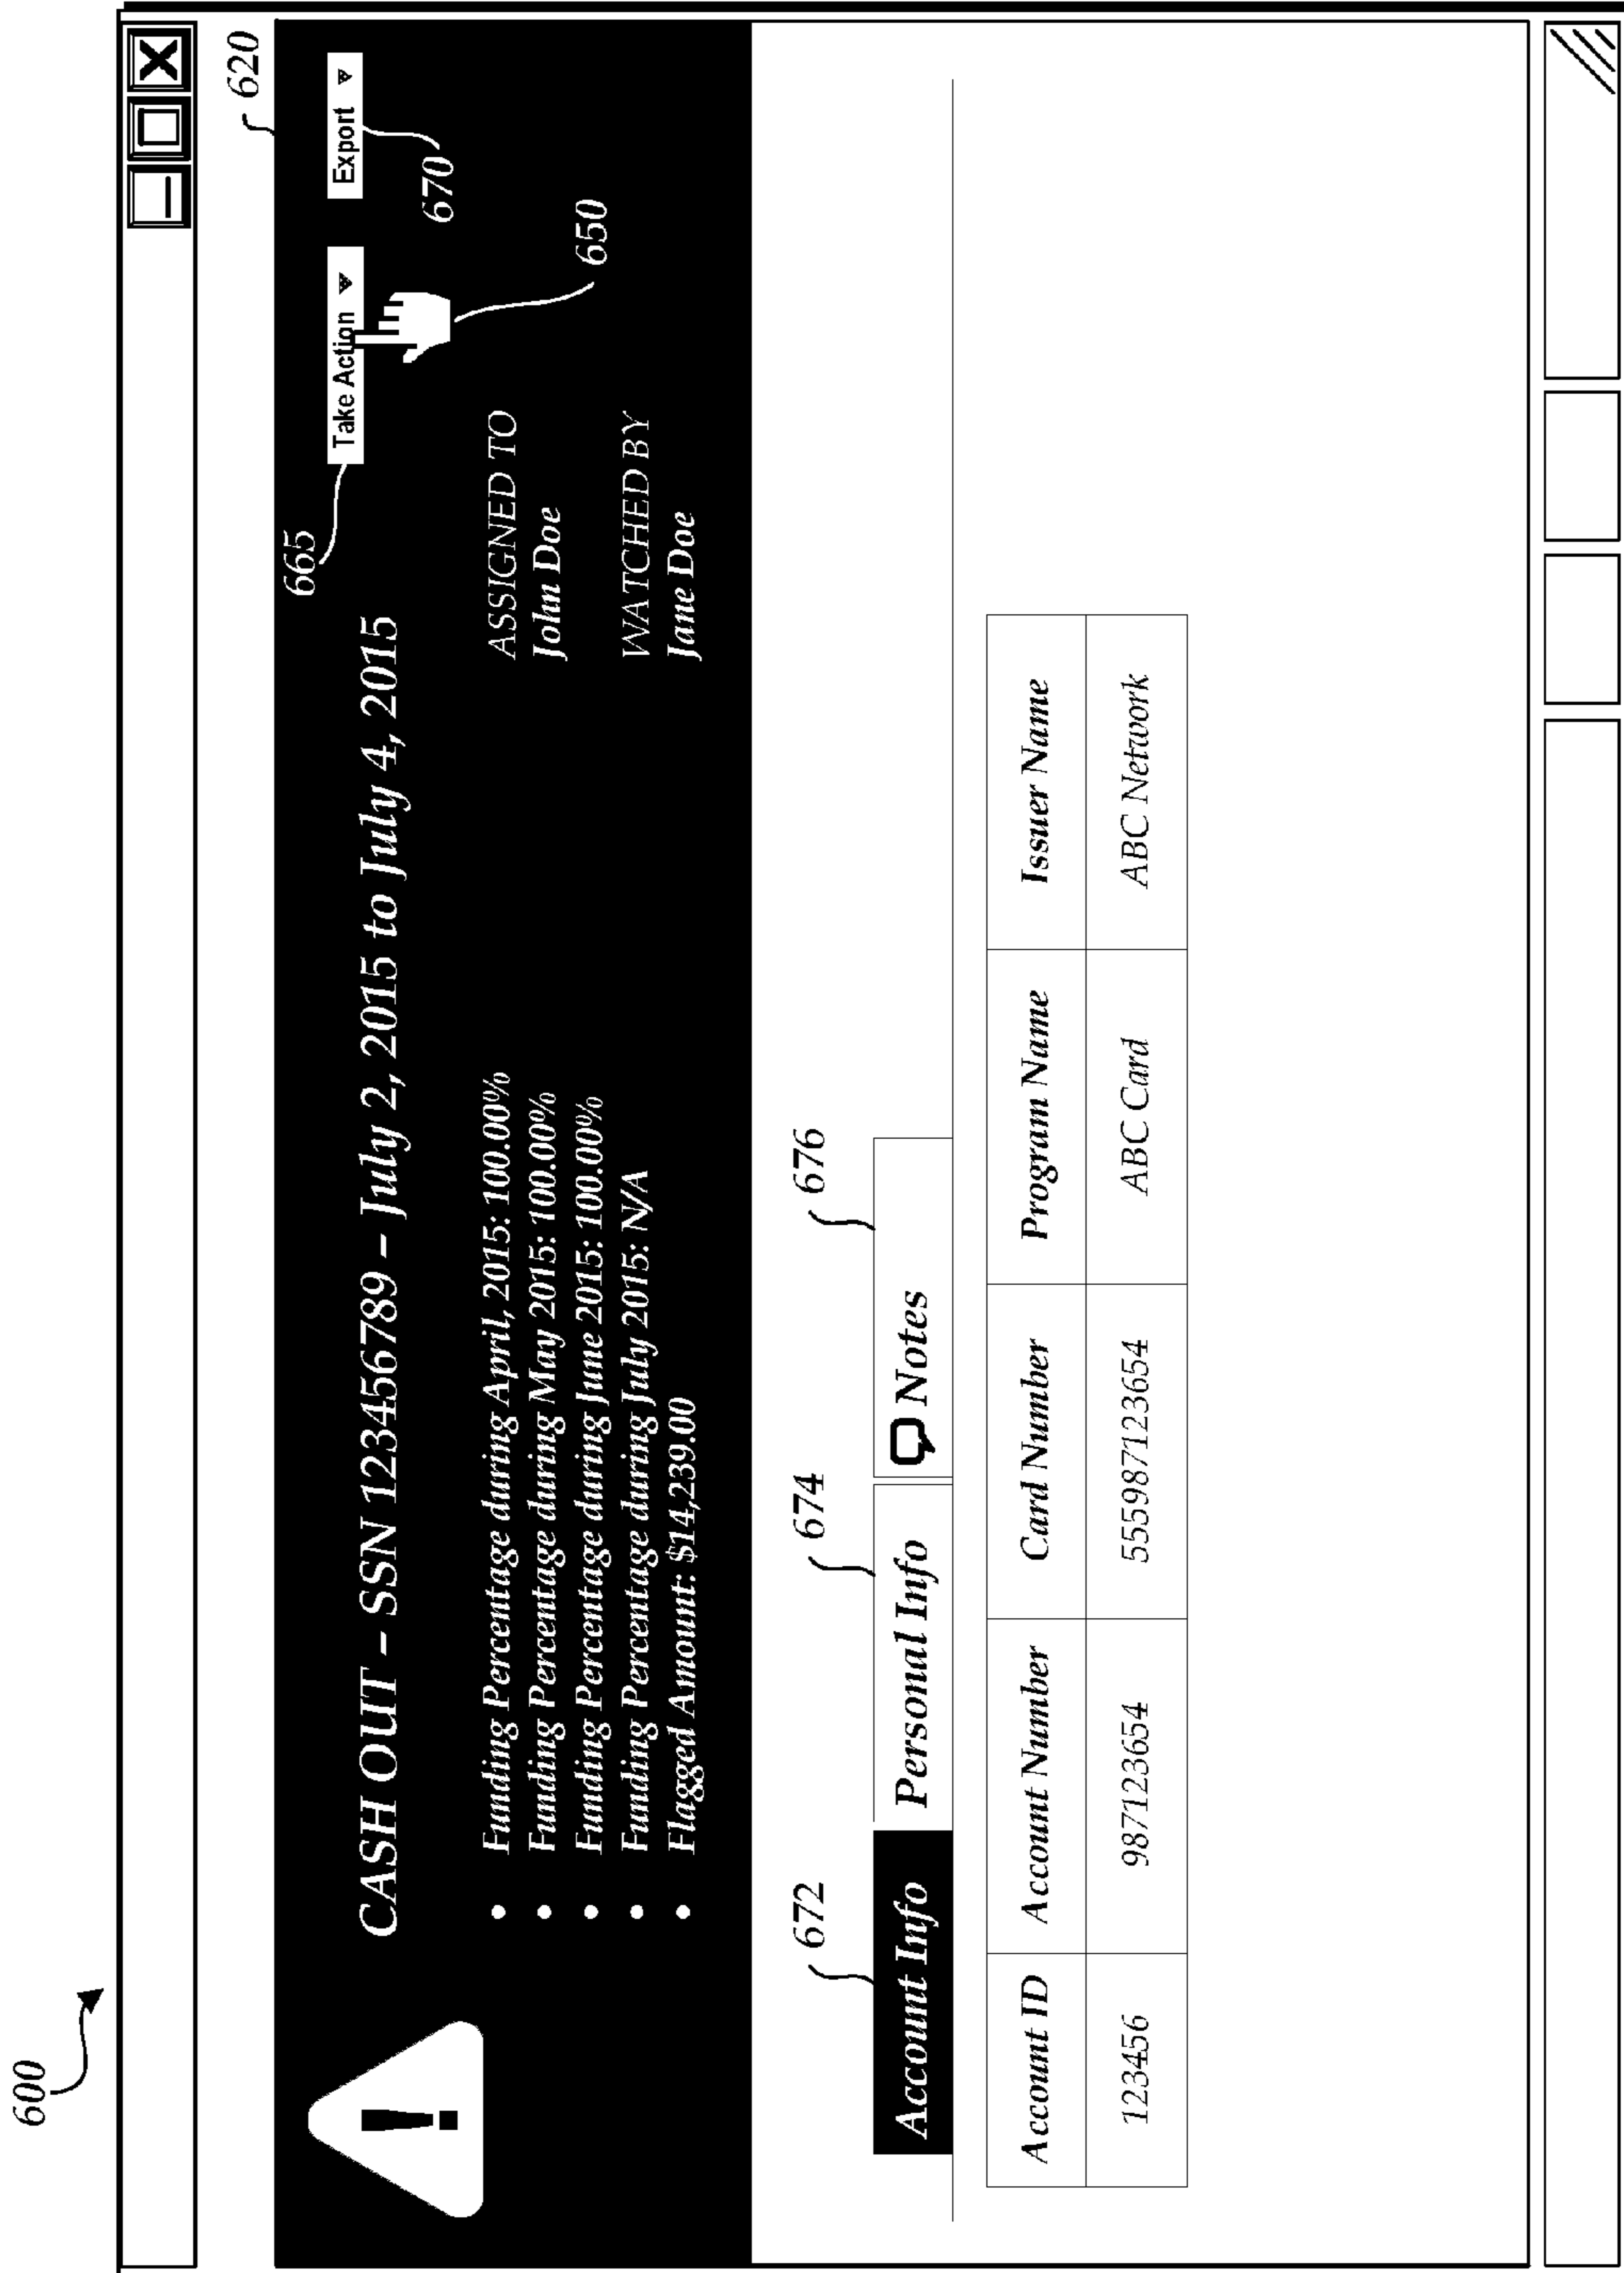 600
620
665
Take Action
Export
670
650
CASH OUT – SSN 123456789 – July 2, 2015 to July 4, 2015
• Funding Percentage during April, 2015: 100.00%
• Funding Percentage during May 2015: 100.00%
• Funding Percentage during June 2015: 100.00%
• Funding Percentage during July 2015: N/A
• Flagged Amount: $14,239.00
ASSIGNED TO
John Doe
WATCHED BY
Jane Doe
672
674
676
Account Info
Personal Info
Notes
Account ID Account Number Card Number Program Name Issuer Name
123456 987123654 555987123654 ABC Card ABC Network